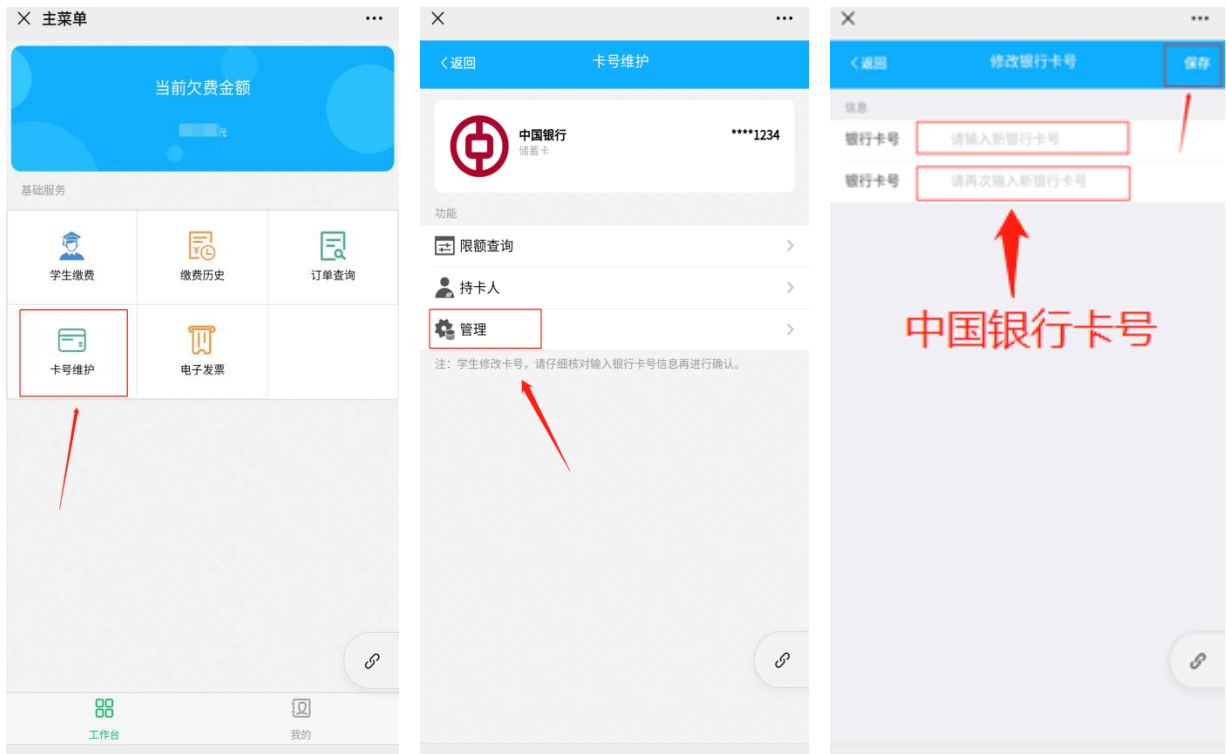 主菜单
当前欠费金额
元
基础服务
学生缴费
缴费历史
订单查询
卡号维护
电子发票
工作台
我的
返回
卡号维护
中国银行
****1234
储蓄卡
功能
限额查询
持卡人
管理
注：学生修改卡号，请仔细核对输入银行卡号信息再进行确认。
返回
修改银行卡号
保存
信息
银行卡号 请输入新银行卡号
银行卡号 请再次输入新银行卡号
中国银行卡号